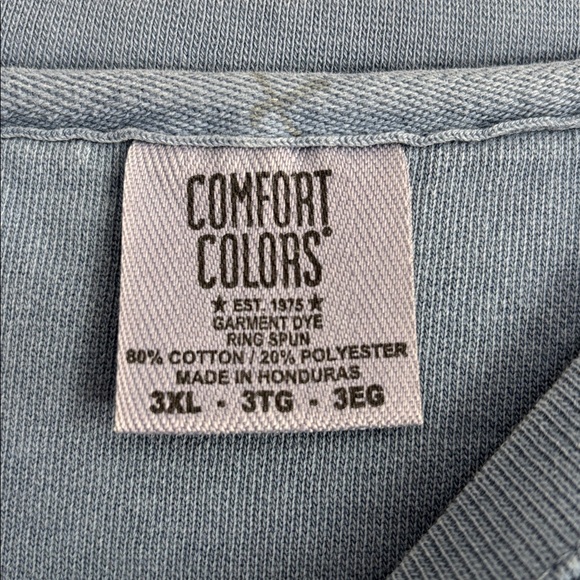 COMFORT
COLORS®
★ EST. 1975 ★
GARMENT DYE
RING SPUN
80% COTTON / 20% POLYESTER
MADE IN HONDURAS
3XL - 3TG - 3EG